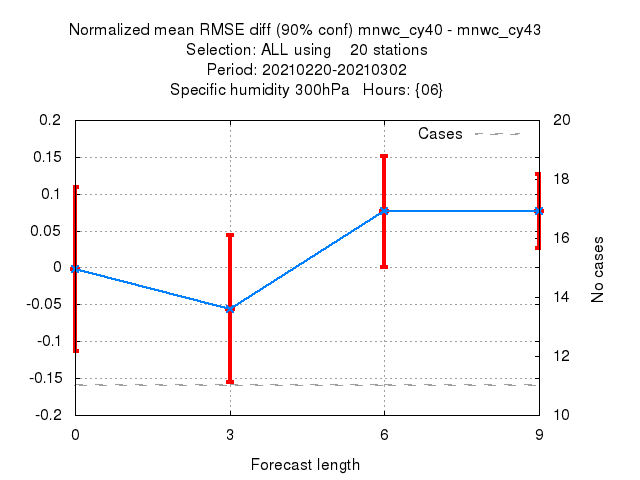 Normalized mean RMSE diff (90% conf) mnwc_cy40 - mnwc_cy43
Selection: ALL using    20 stations
Period: 20210220-20210302
Specific humidity 300hPa   Hours: {06}
Cases
0.2
0.15
0.1
0.05
0
-0.05
-0.1
-0.15
-0.2
20
18
16
14
12
10
No cases
0 3 6 9
Forecast length